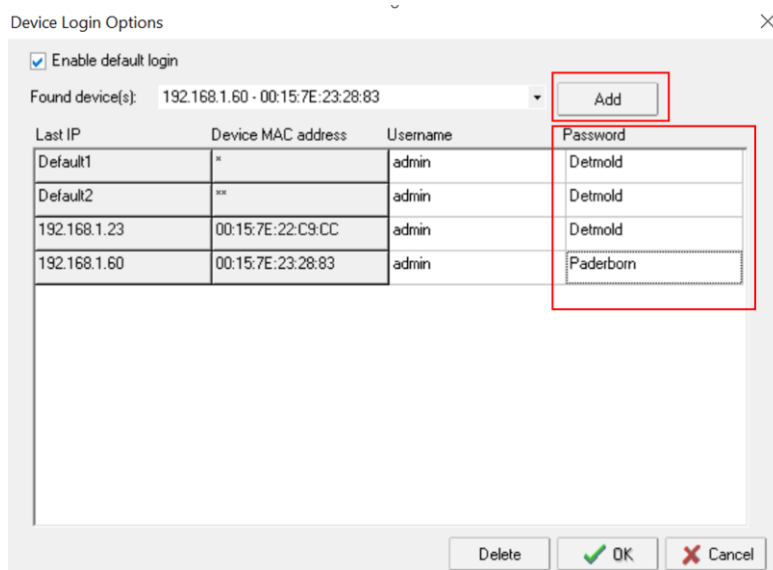 Device Login Options
Enable default login
Found device(s): 192.168.1.60 - 00:15:7E:23:28:83 Add
Last IP Device MAC address Username Password
Default1 * admin Detmold
Default2 ** admin Detmold
192.168.1.23 00:15:7E:22:C9:CC admin Detmold
192.168.1.60 00:15:7E:23:28:83 admin Paderborn
Delete OK Cancel